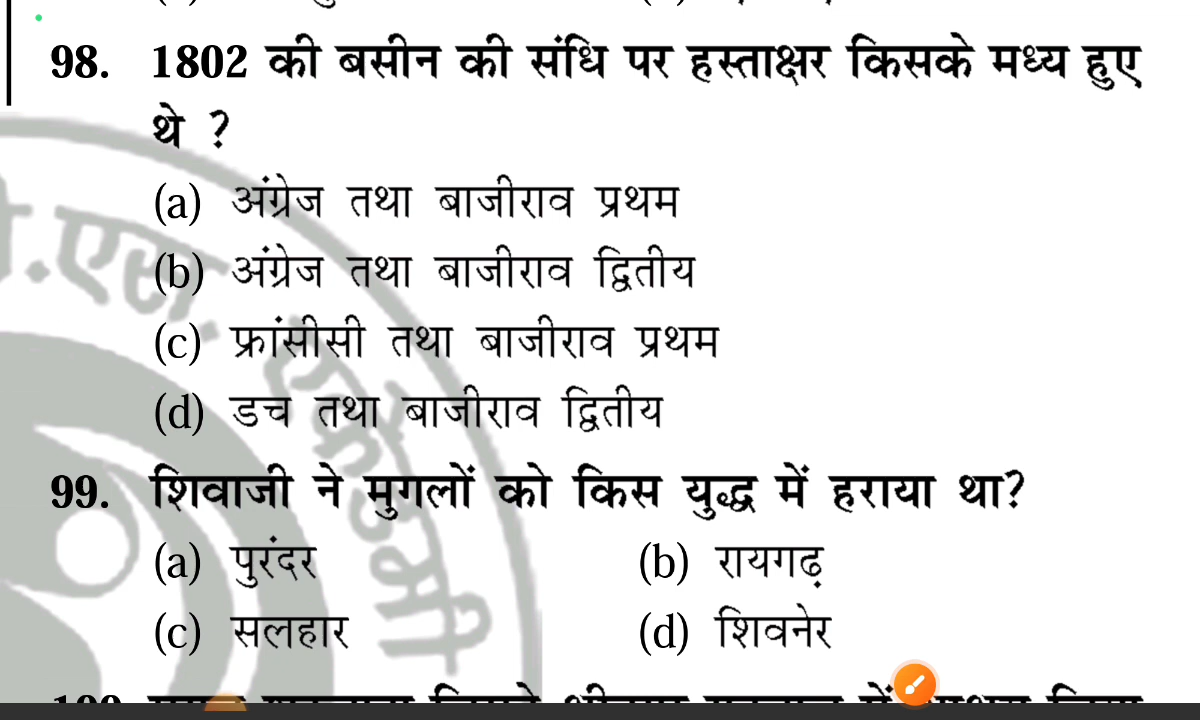 98. 1802 की बसीन की संधि पर हस्ताक्षर किसके मध्य हुए
थे ?
(a) अंग्रेज तथा बाजीराव प्रथम
(b) अंग्रेज तथा बाजीराव द्वितीय
(c) फ्रांसीसी तथा बाजीराव प्रथम
(d) डच तथा बाजीराव द्वितीय
99. शिवाजी ने मुगलों को किस युद्ध में हराया था?
(a) पुरंदर (b) रायगढ़
(c) सलहार (d) शिवनेर